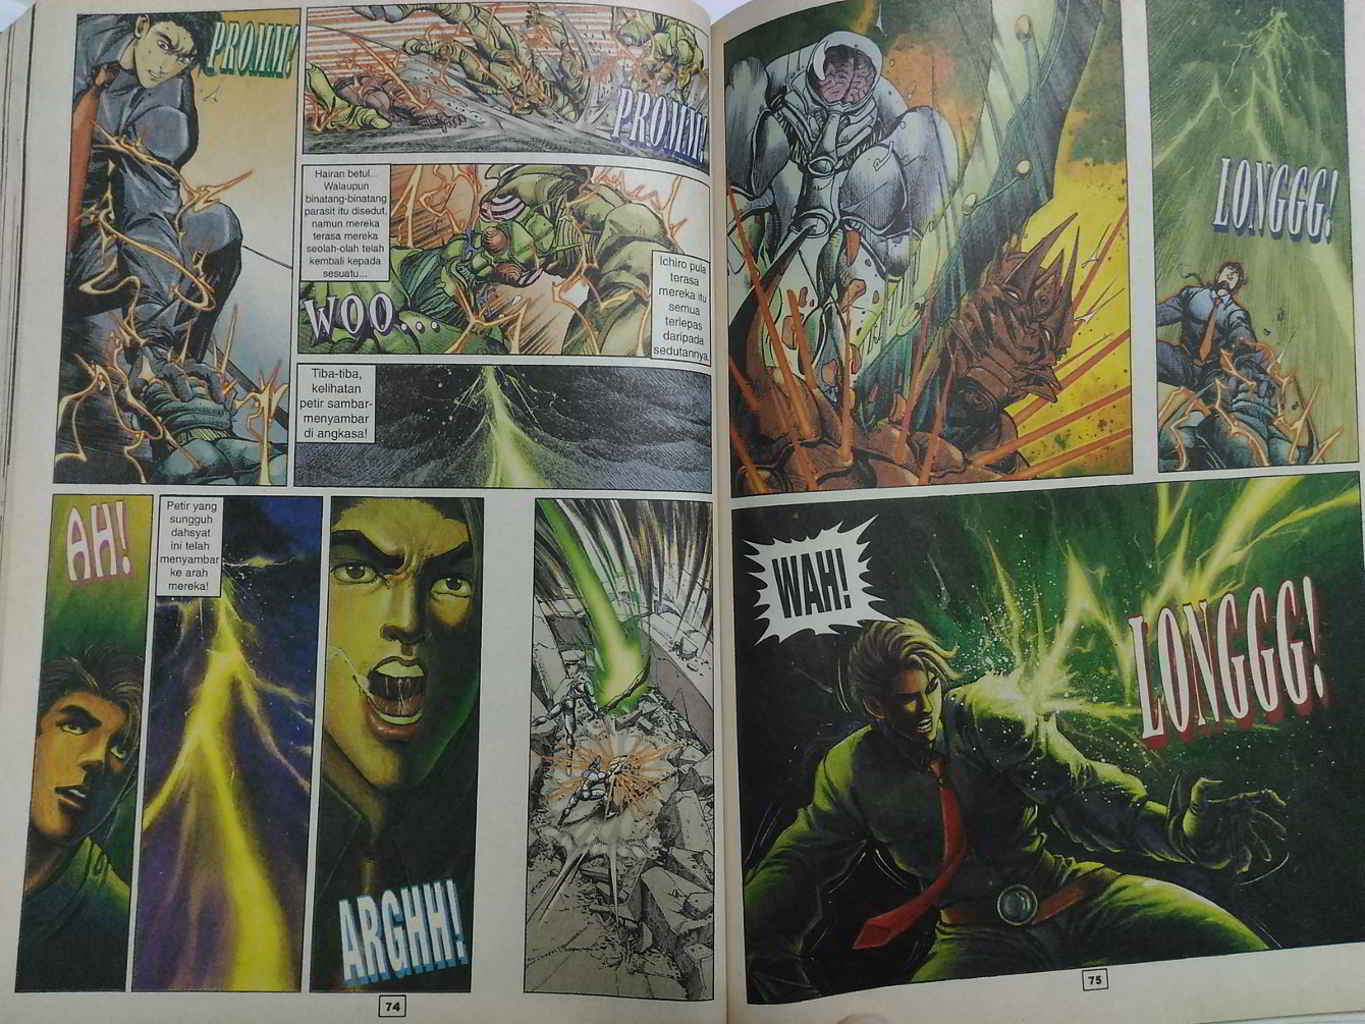 PROMM!
PROMM!
Hairan betul...
Walaupun
binatang-binatang
parasit itu disedut,
namun mereka
terasa mereka
seolah-olah telah
kembali kepada
sesuatu...
WOO...
Ichiro pula
terasa
mereka itu
semua
terlepas
daripada
sedutannya.
Tiba-tiba,
kelihatan
petir sambar-
menyambar
di angkasa!
AH!
Petir yang
sungguh
dahsyat
ini telah
menyambar
ke arah
mereka!
ARGHH!
74
LONGGG!
WAH!
LONGGG!
75